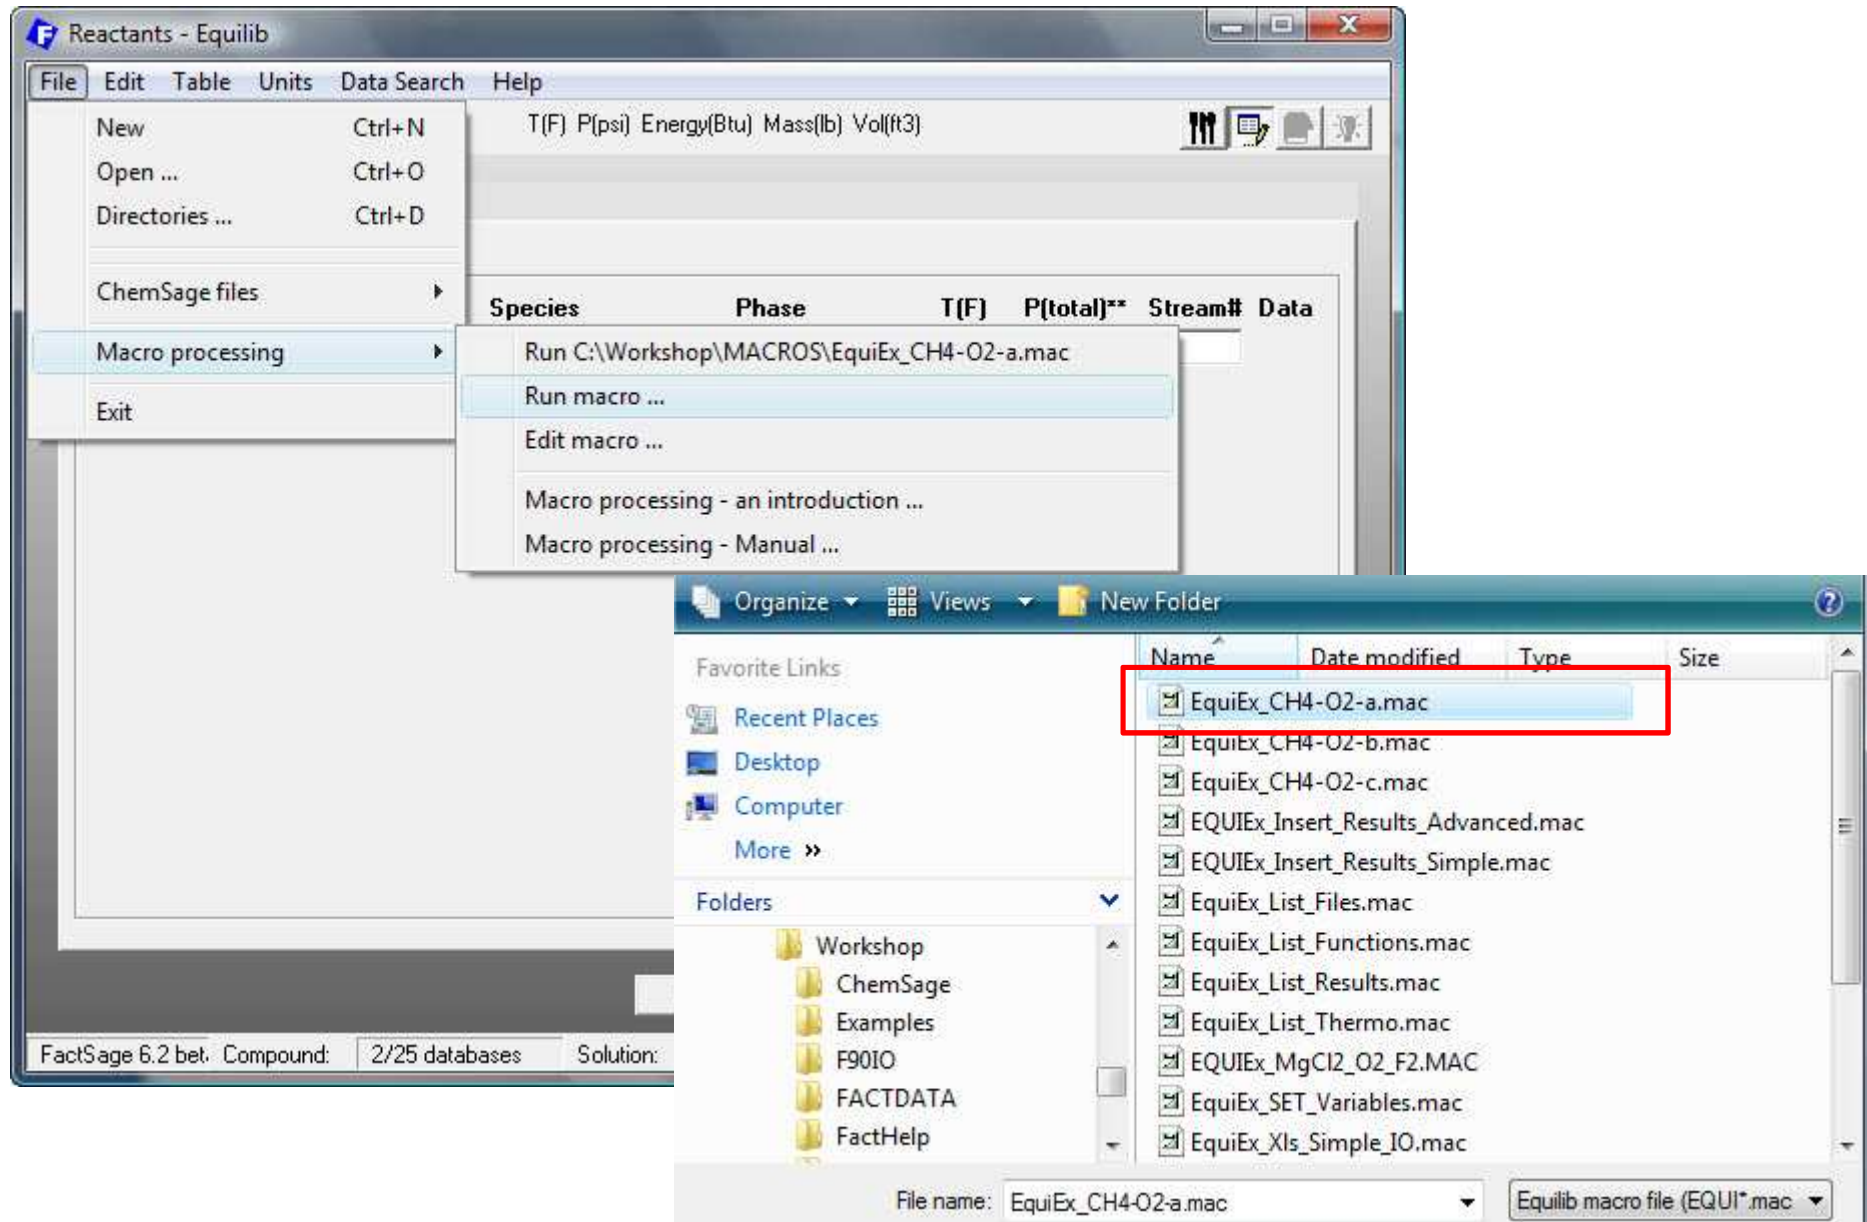 Reactants - Equilib
File Edit Table Units Data Search Help
New Ctrl+N
T(F) P(psi) Energy(Btu) Mass(lb) Vol(ft3)
Open ... Ctrl+O
Directories ... Ctrl+D
ChemSage files
Species Phase T(F) P(total)** Stream# Data
Macro processing
Run C:\Workshop\MACROS\EquiEx_CH4-O2-a.mac
Run macro ...
Exit
Edit macro ...
Macro processing - an introduction ...
Macro processing - Manual ...
Organize Views New Folder
Name Date modified Type Size
Favorite Links
Recent Places
Desktop
Computer
More »
Folders
Workshop
ChemSage
Examples
F90IO
FACTDATA
FactHelp
EquiEx_CH4-O2-a.mac
EquiEx_CH4-O2-b.mac
EquiEx_CH4-O2-c.mac
EQUIEx_Insert_Results_Advanced.mac
EQUIEx_Insert_Results_Simple.mac
EquiEx_List_Files.mac
EquiEx_List_Functions.mac
EquiEx_List_Results.mac
EquiEx_List_Thermo.mac
EQUIEx_MgCl2_O2_F2.MAC
EquiEx_SET_Variables.mac
EquiEx_Xls_Simple_IO.mac
FactSage 6.2 bet Compound: 2/25 databases Solution:
File name: EquiEx_CH4-O2-a.mac Equilib macro file (EQUI*.mac